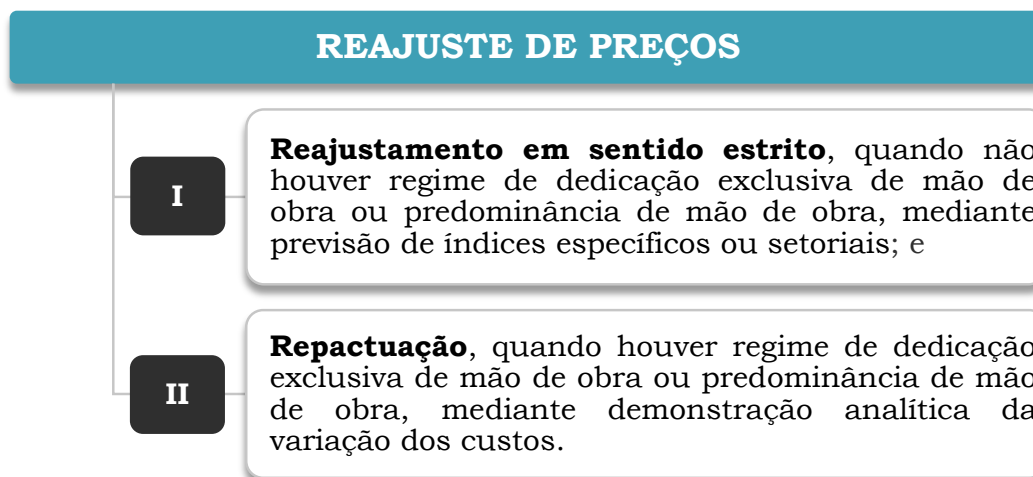 REAJUSTE DE PREÇOS
I
Reajustamento em sentido estrito, quando não
houver regime de dedicação exclusiva de mão de
obra ou predominância de mão de obra, mediante
previsão de índices específicos ou setoriais; e
II
Repactuação, quando houver regime de dedicação
exclusiva de mão de obra ou predominância de mão
de obra, mediante demonstração analítica da
variação dos custos.